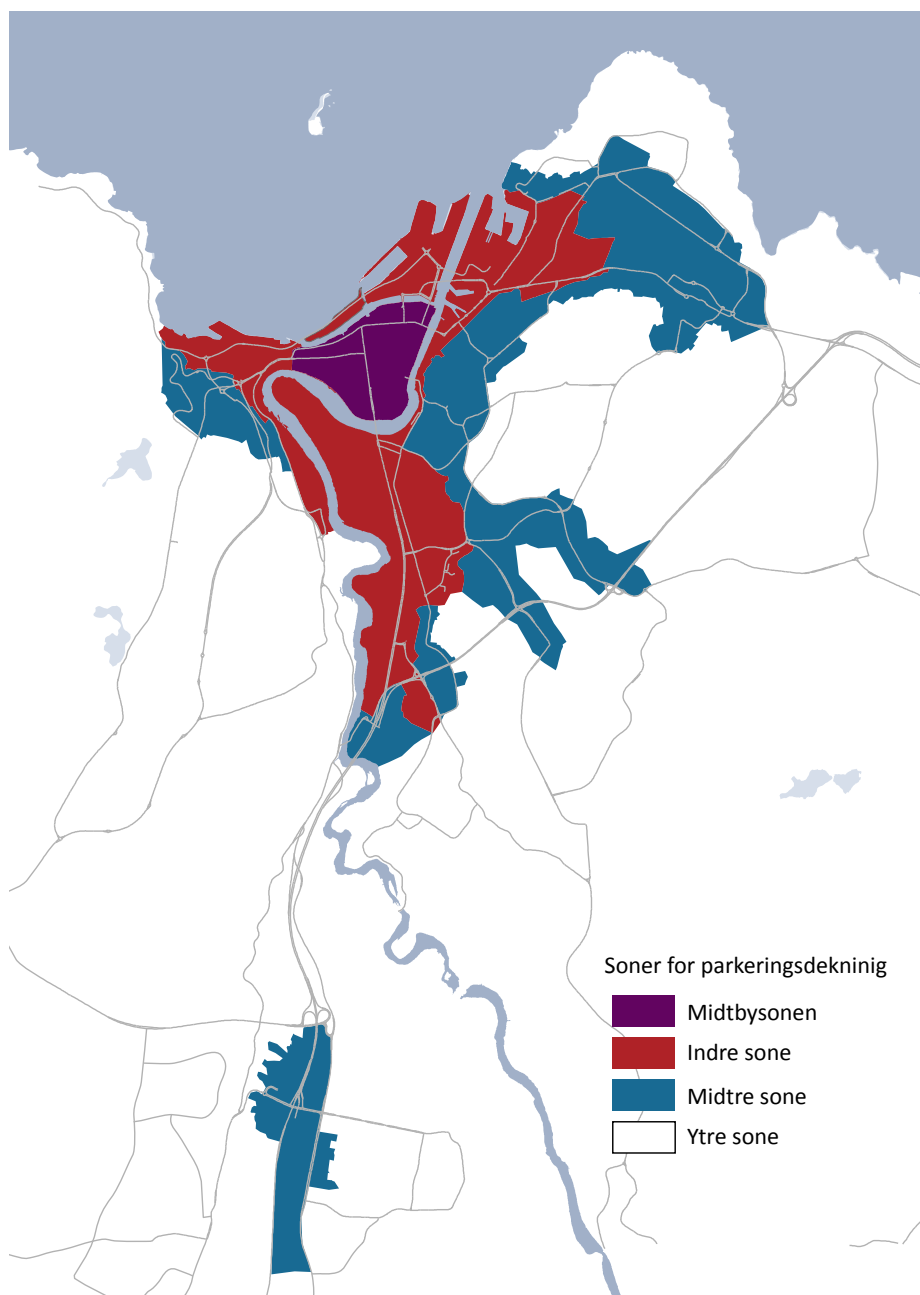 Soner for parkeringsdekninig
Midtbysonen
Indre sone
Midtre sone
Ytre sone